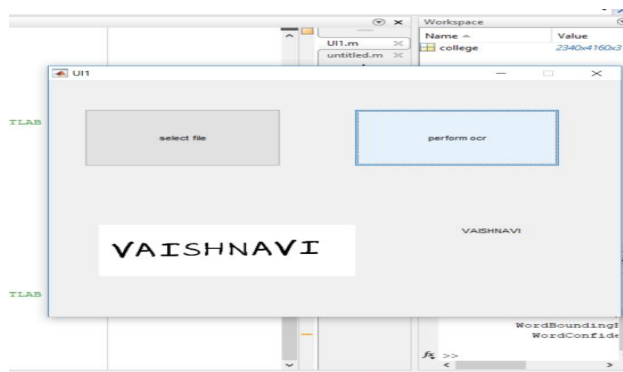 Workspace
Name Value
UI1.m
college 2340x4160x3
untitled.m
UI1
TLAB
select file
perform ocr
VAISHNAVI
VAISHNAVI
TLAB
WordBounding
WordConfide
fx >>